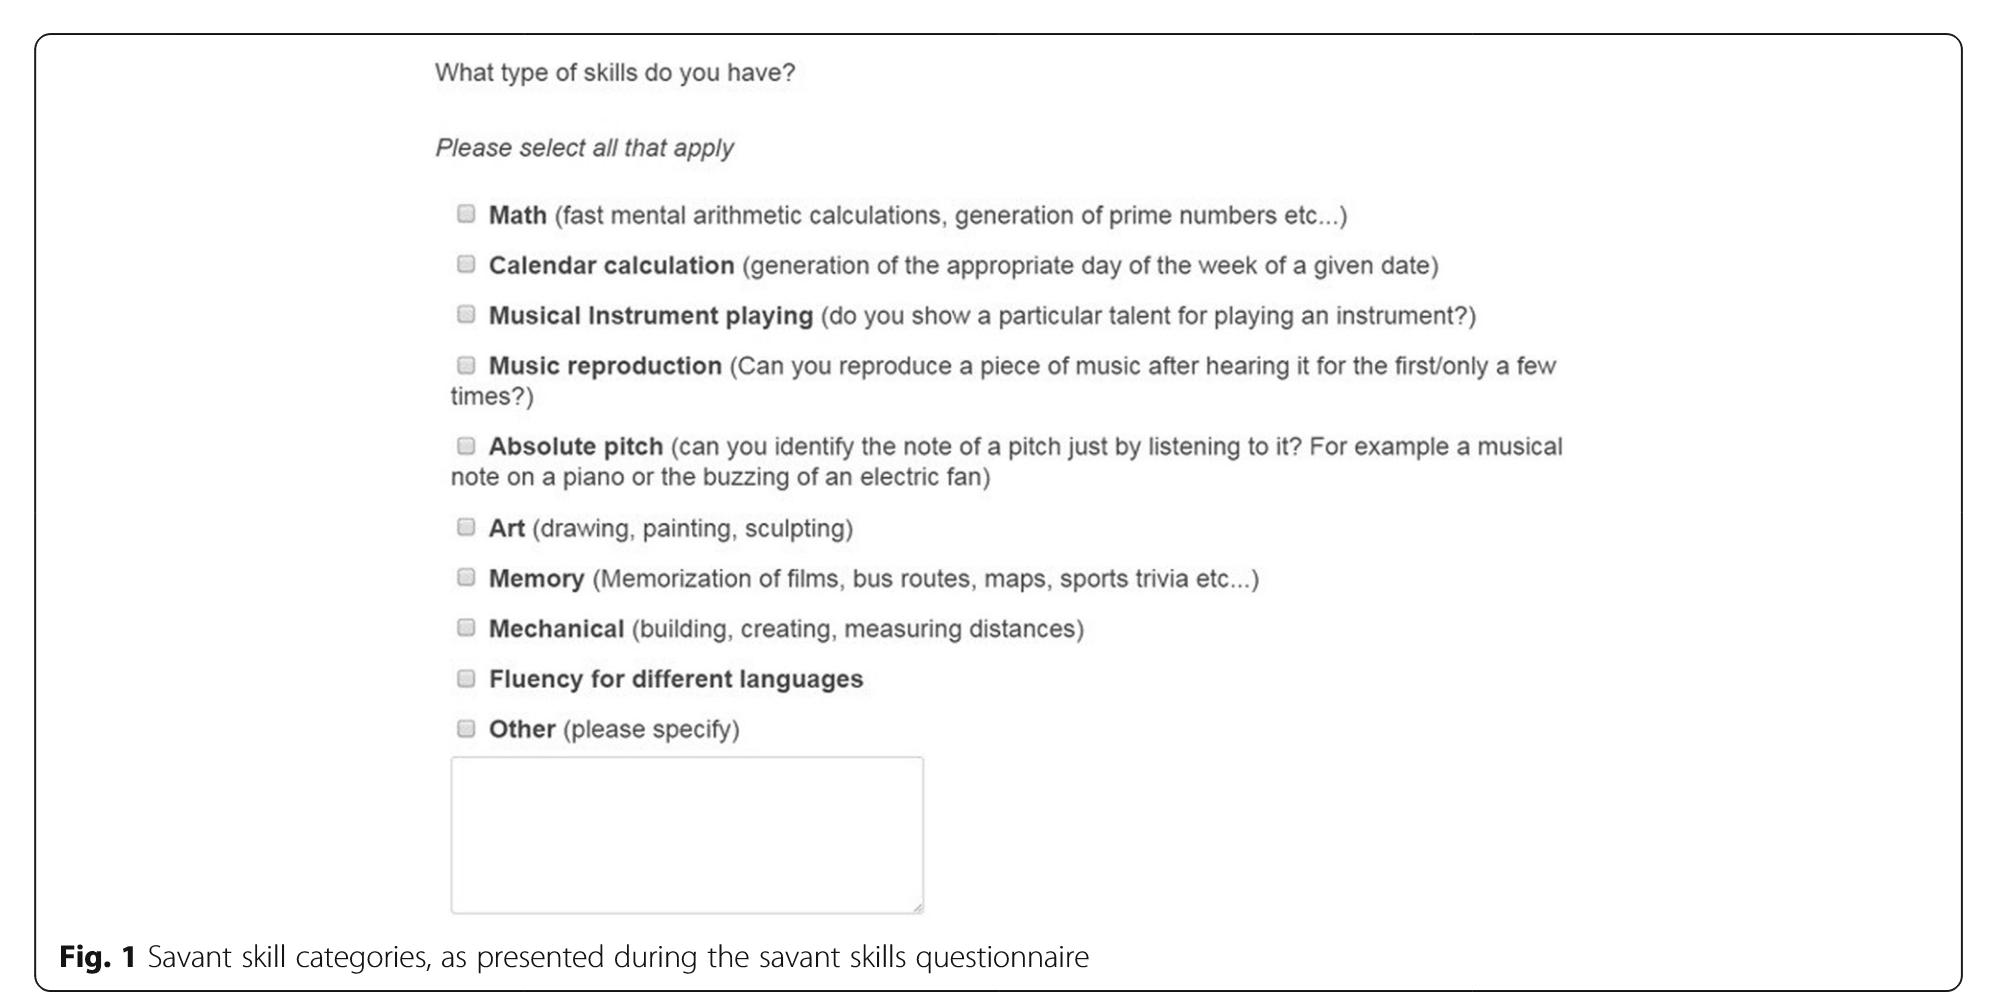 What type of skills do you have?
Please select all that apply
Math (fast mental arithmetic calculations, generation of prime numbers etc...)
Calendar calculation (generation of the appropriate day of the week of a given date)
Musical Instrument playing (do you show a particular talent for playing an instrument?)
Music reproduction (Can you reproduce a piece of music after hearing it for the first/only a few
times?)
Absolute pitch (can you identify the note of a pitch just by listening to it? For example a musical
note on a piano or the buzzing of an electric fan)
Art (drawing, painting, sculpting)
Memory (Memorization of films, bus routes, maps, sports trivia etc...)
Mechanical (building, creating, measuring distances)
Fluency for different languages
Other (please specify)
Fig. 1 Savant skill categories, as presented during the savant skills questionnaire